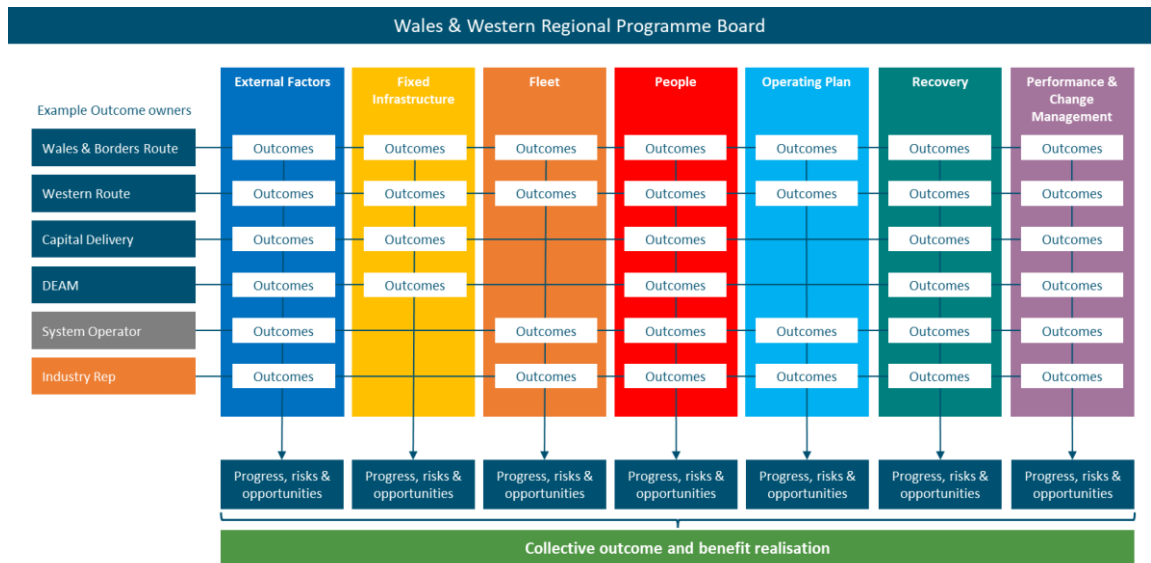 Wales & Western Regional Programme Board
External Factors
Fixed
Infrastructure
Fleet
People
Operating Plan
Recovery
Performance &
Change
Management
Example Outcome owners
Wales & Borders Route
Outcomes
Outcomes
Outcomes
Outcomes
Outcomes
Outcomes
Outcomes
Western Route
Outcomes
Outcomes
Outcomes
Outcomes
Outcomes
Outcomes
Outcomes
Capital Delivery
Outcomes
Outcomes
Outcomes
Outcomes
Outcomes
DEAM
Outcomes
Outcomes
Outcomes
Outcomes
Outcomes
System Operator
Outcomes
Outcomes
Outcomes
Outcomes
Outcomes
Outcomes
Industry Rep
Outcomes
Outcomes
Outcomes
Outcomes
Outcomes
Outcomes
Progress, risks &
opportunities
Progress, risks &
opportunities
Progress, risks &
opportunities
Progress, risks &
opportunities
Progress, risks &
opportunities
Progress, risks &
opportunities
Progress, risks &
opportunities
Collective outcome and benefit realisation